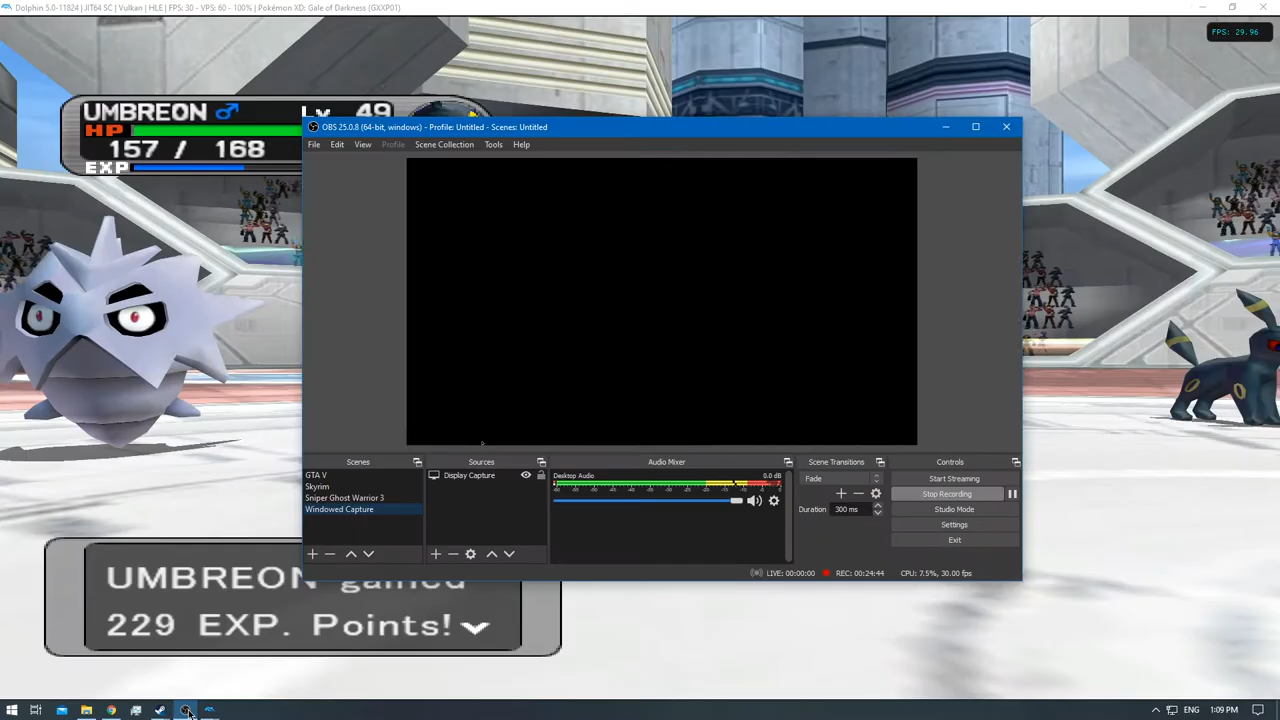 Dolphin 5.0-11824 | JIT64 SC | Vulkan | HLE | FPS: 30 - VPS: 60 - 100% | Pokémon XD: Gale of Darkness (GXXP01)
FPS: 29.96
UMBREON ♂ Lv 49
HP
157 / 168
EXP
OBS 25.0.8 (64-bit, windows) - Profile: Untitled - Scenes: Untitled
File Edit View Profile Scene Collection Tools Help
Scenes Sources Audio Mixer Scene Transitions Controls
GTA V
Skyrim
Sniper Ghost Warrior 3
Windowed Capture
Display Capture
Desktop Audio 0.0 dB
Fade
Duration 300 ms
Start Streaming
Stop Recording
Studio Mode
Settings
Exit
LIVE: 00:00:00 REC: 00:24:44 CPU: 7.5%, 30.00 fps
UMBREON gained
229 EXP. Points!
ENG 1:09 PM